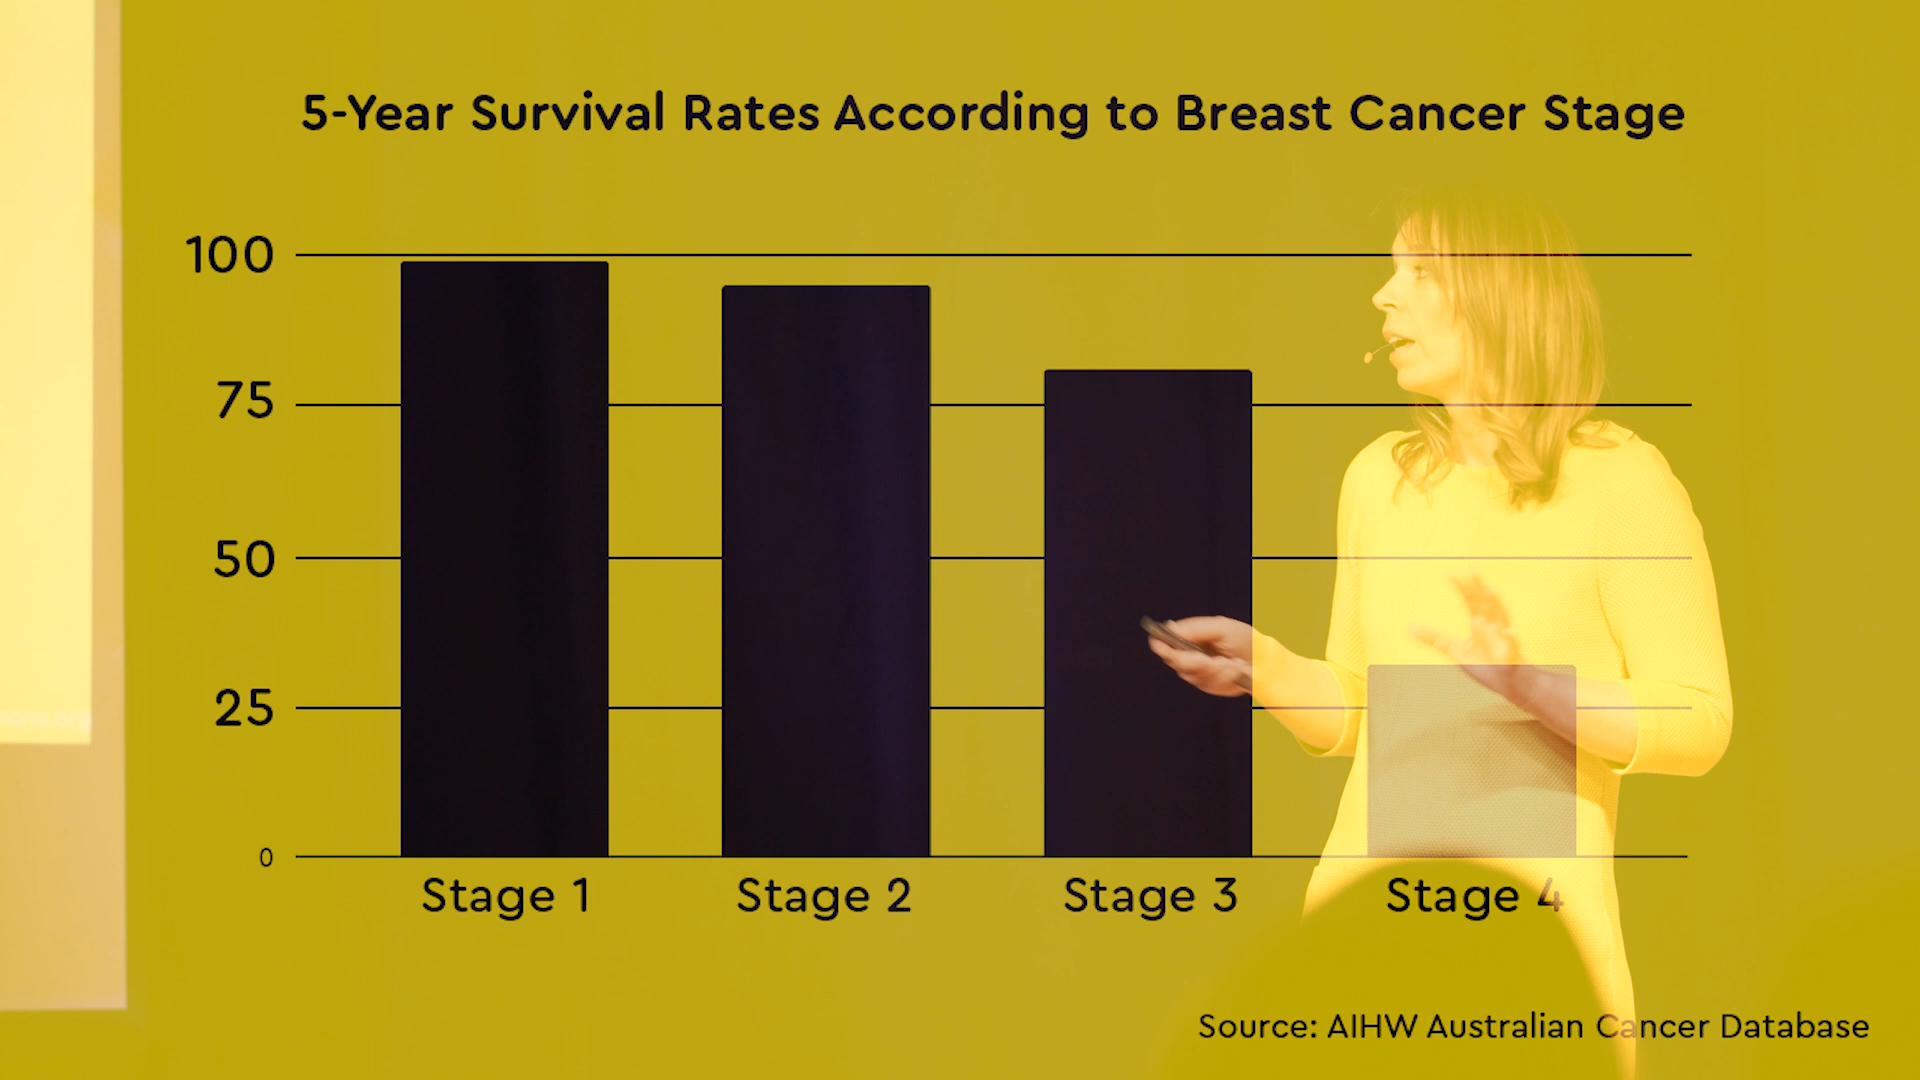 5-Year Survival Rates According to Breast Cancer Stage
100
75
50
25
0
Stage 1 Stage 2 Stage 3 Stage 4
Source: AIHW Australian Cancer Database